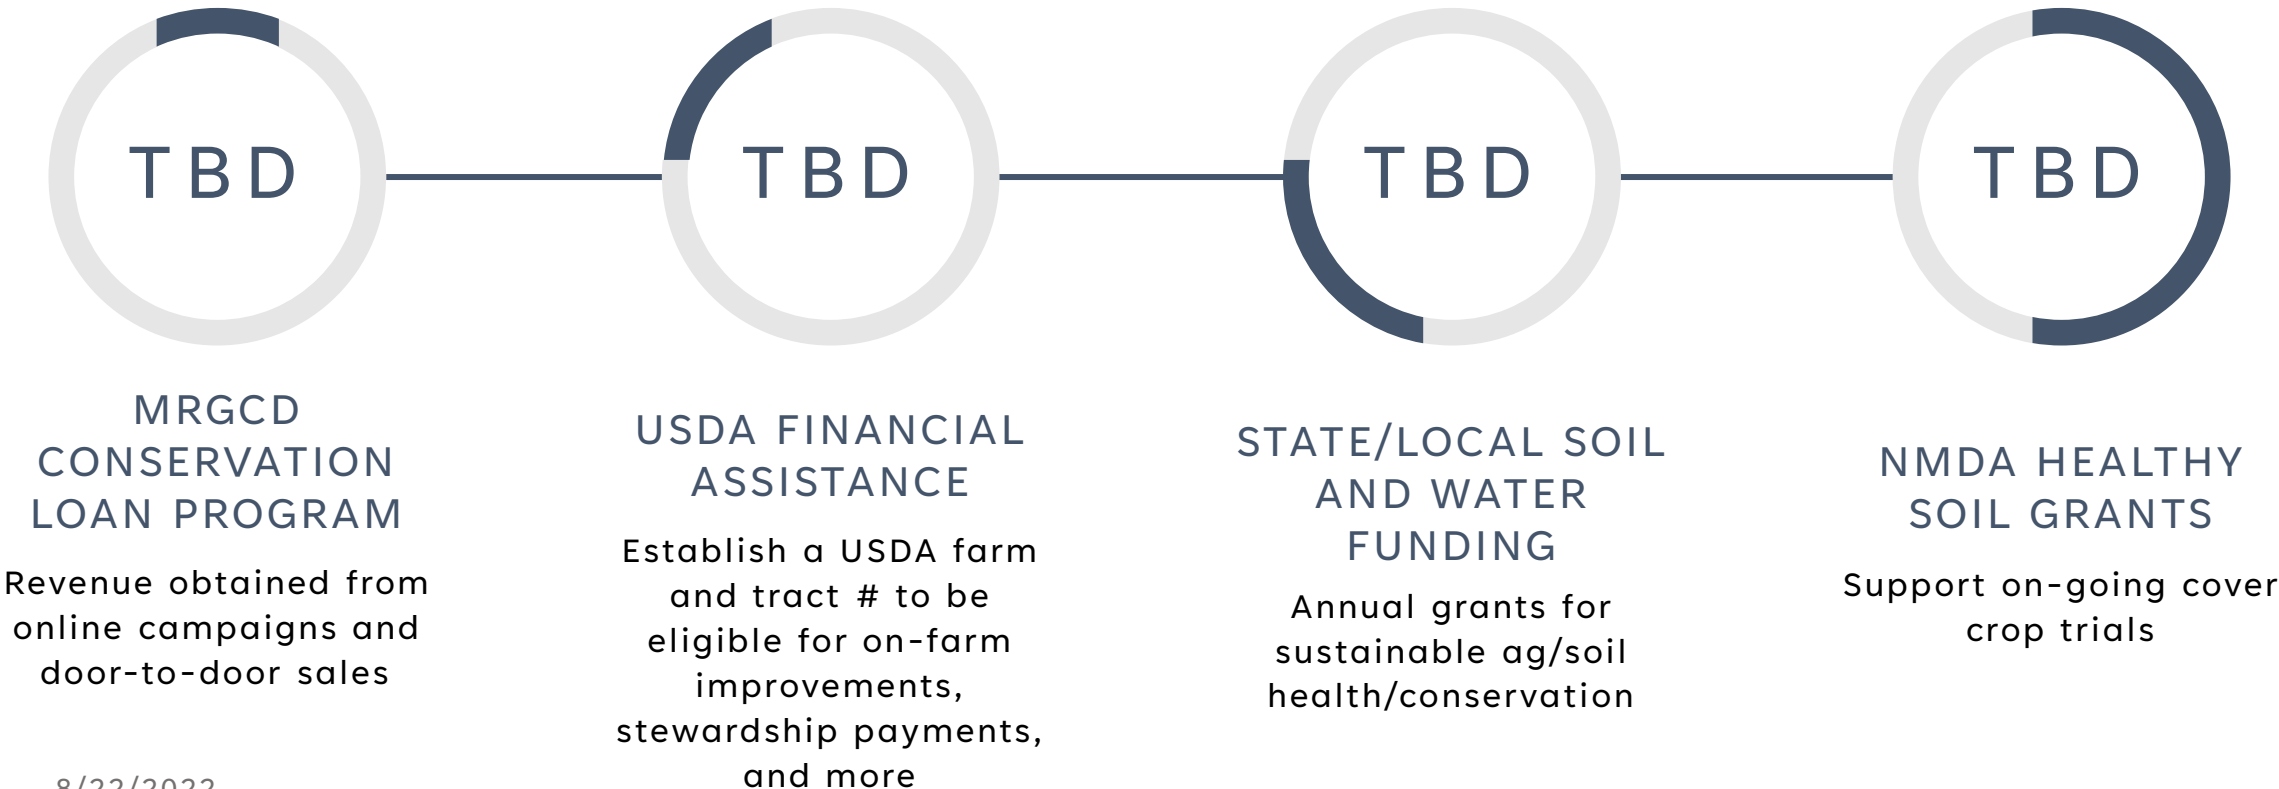 TBD
TBD
TBD
TBD
MRGCD
CONSERVATION
LOAN PROGRAM
Revenue obtained from
online campaigns and
door-to-door sales
USDA FINANCIAL
ASSISTANCE
Establish a USDA farm
and tract # to be
eligible for on-farm
improvements,
stewardship payments,
and more
STATE/LOCAL SOIL
AND WATER
FUNDING
Annual grants for
sustainable ag/soil
health/conservation
NMDA HEALTHY
SOIL GRANTS
Support on-going cover
crop trials
8/22/2022